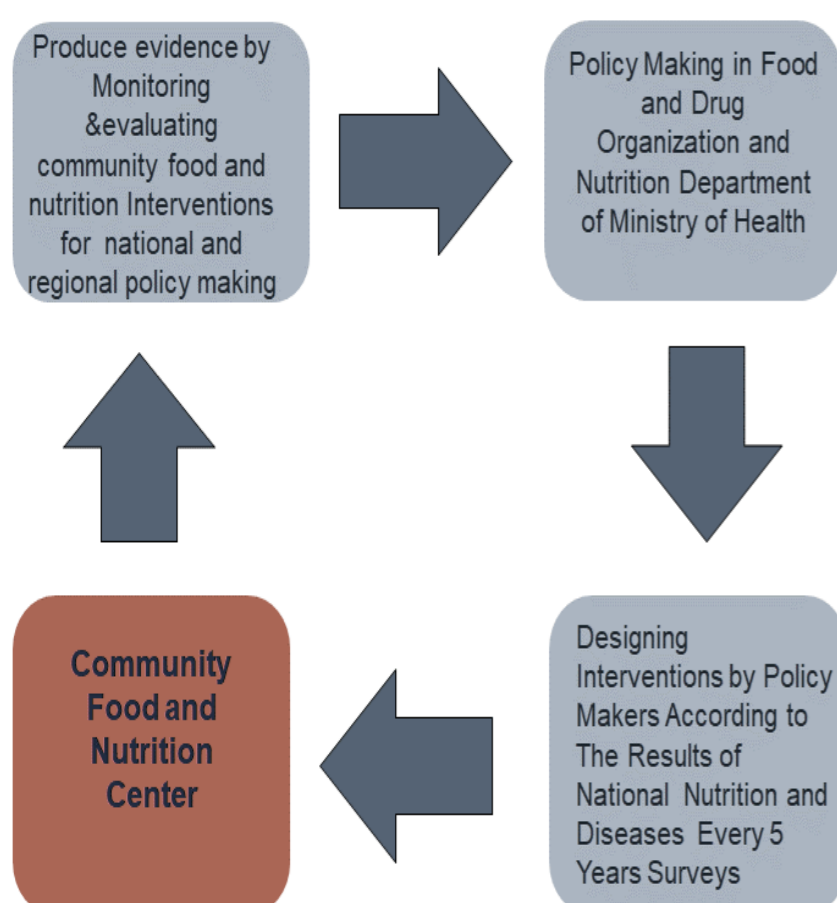 Produce evidence by
Monitoring
&evaluating
community food and
nutrition Interventions
for national and
regional policy making
Policy Making in Food
and Drug
Organization and
Nutrition Department
of Ministry of Health
Community
Food and
Nutrition
Center
Designing
Interventions by Policy
Makers According to
The Results of
National Nutrition and
Diseases Every 5
Years Surveys